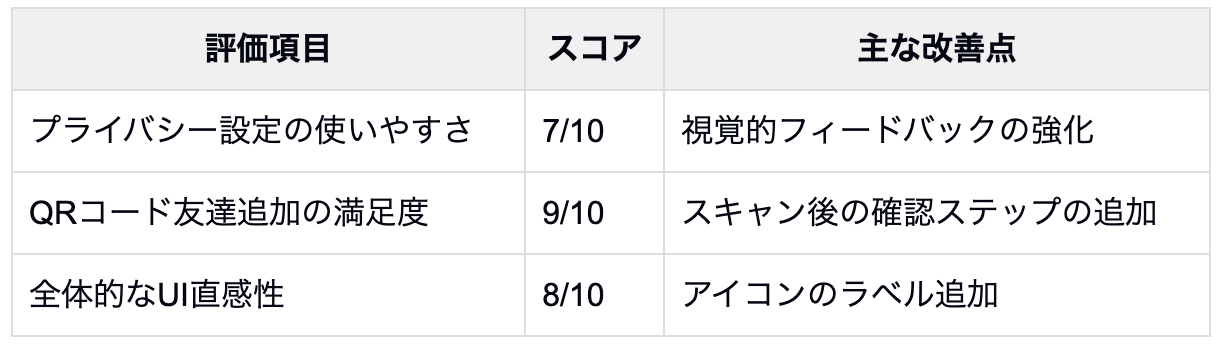 評価項目 スコア 主な改善点
プライバシー設定の使いやすさ 7/10 視覚的フィードバックの強化
QRコード友達追加の満足度 9/10 スキャン後の確認ステップの追加
全体的なUI直感性 8/10 アイコンのラベル追加